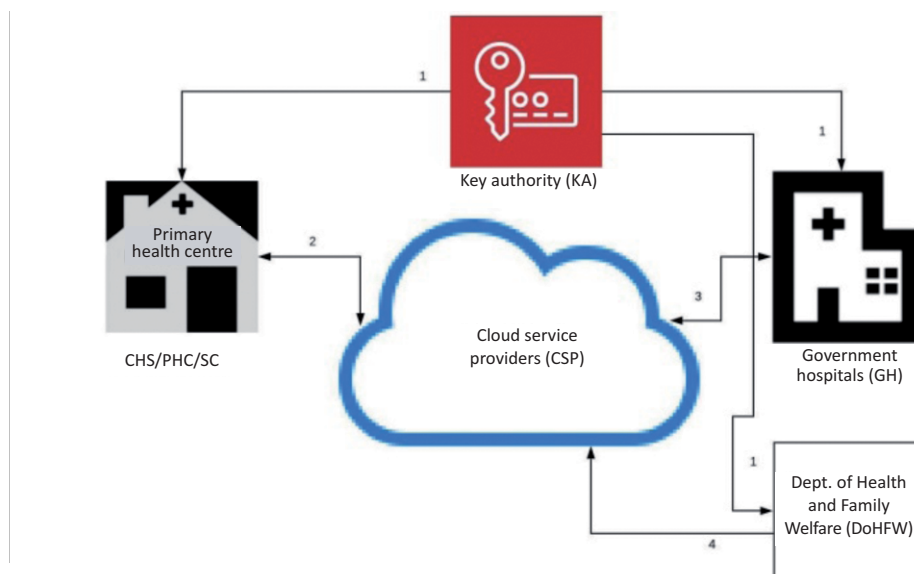 1
1
Key authority (KA)
Primary
health centre
2
3
Cloud service
providers (CSP)
CHS/PHC/SC
Government
hospitals (GH)
1
Dept. of Health
and Family
Welfare (DoHFW)
4